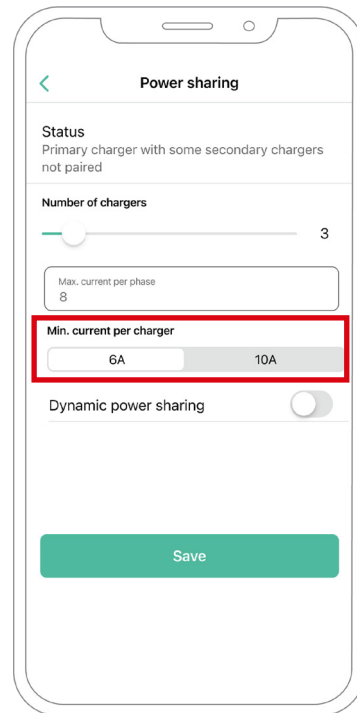 Power sharing
Status
Primary charger with some secondary chargers
not paired
Number of chargers
3
Max. current per phase
8
Min. current per charger
6A 10A
Dynamic power sharing
Save